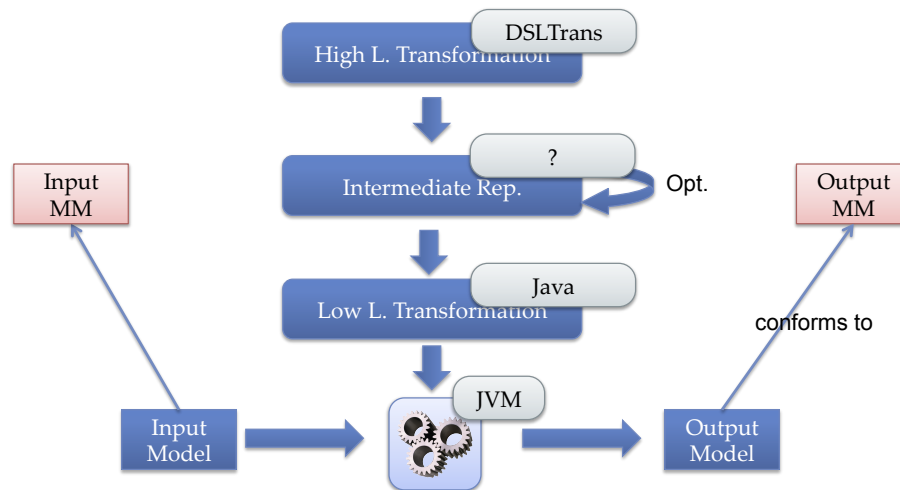 DSLTrans
High L. Transformation
?
Intermediate Rep.
Opt.
Input
MM
Output
MM
Java
Low L. Transformation
conforms to
JVM
Input
Model
Output
Model